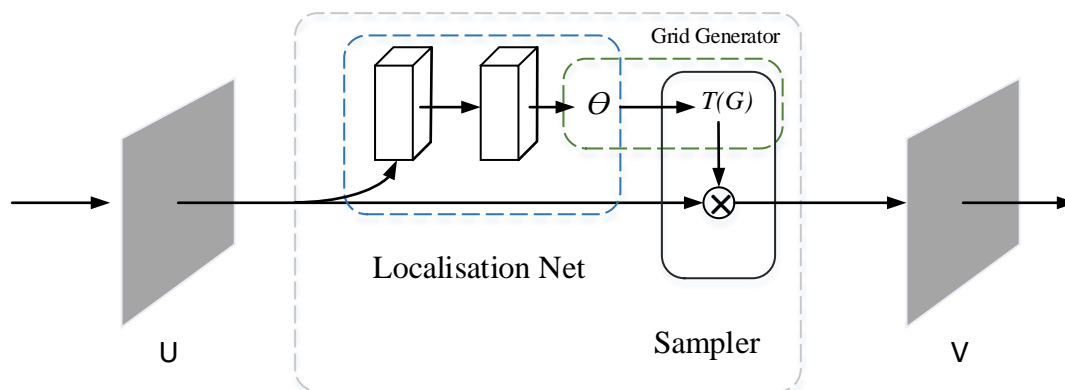 Grid Generator
Θ
T(G)
Localisation Net
Sampler
U
V